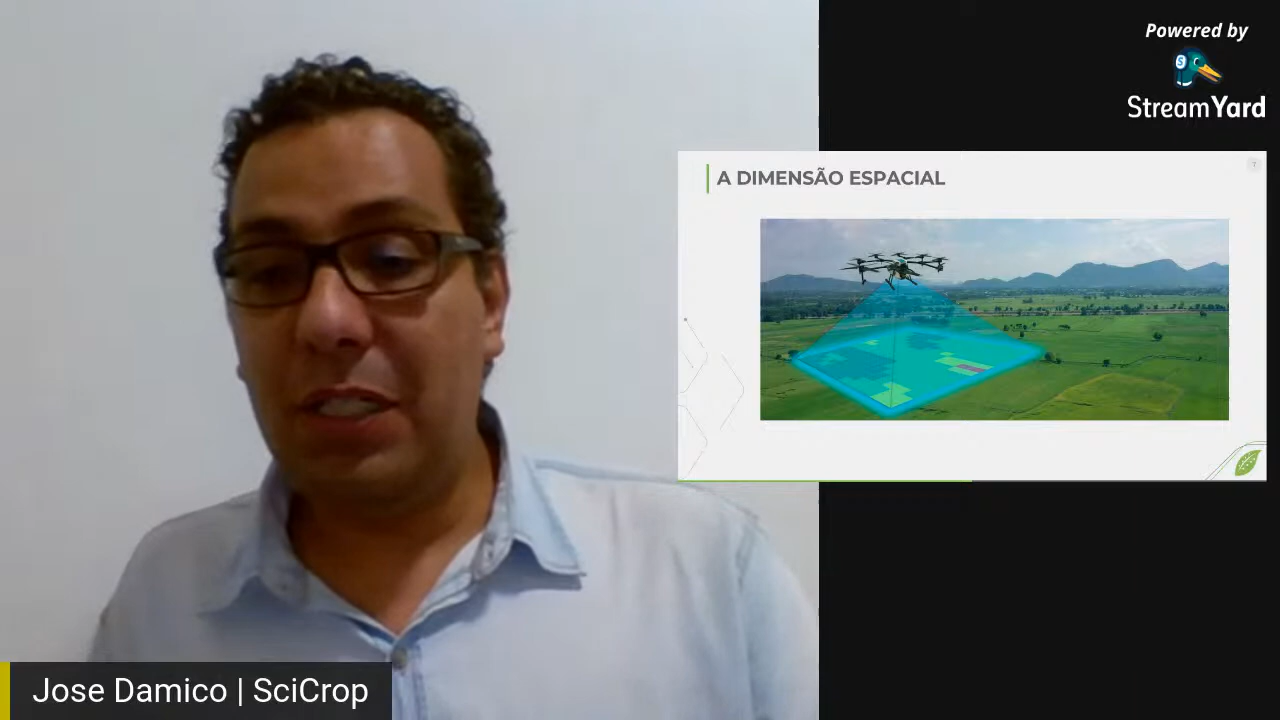 Powered by
StreamYard
A DIMENSÃO ESPACIAL
Jose Damico | SciCrop